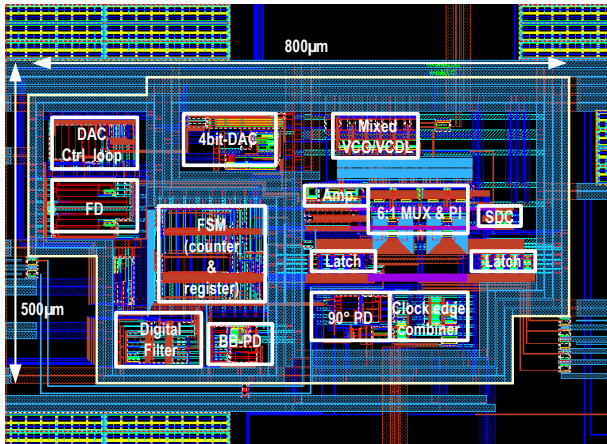 800µm
DAC
Ctrl_loop
4bit-DAC
Mixed
VCO/VCDL
FD
Amp.
6:1 MUX & PI
SDC
FSM
(counter
&
register)
Latch
Latch
500µm
Digital
Filter
BB-PD
90° PD
Clock edge
combiner